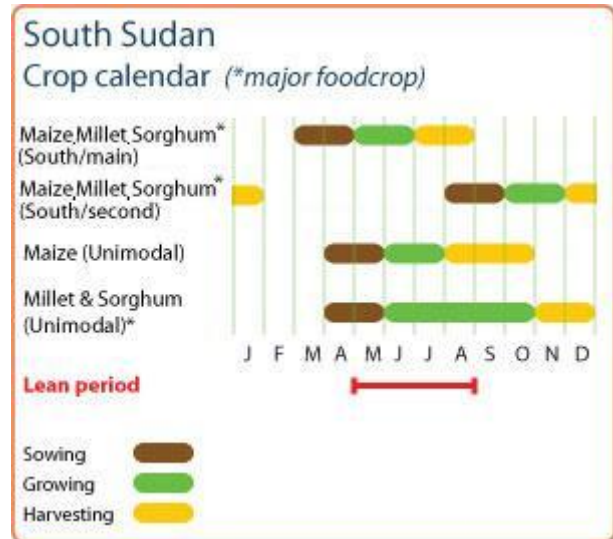 South Sudan
Crop calendar (*major foodcrop)
Maize,Millet,Sorghum*
(South/main)
Maize,Millet,Sorghum*
(South/second)
Maize (Unimodal)
Millet & Sorghum
(Unimodal)*
J F M A M J J A S O N D
Lean period
Sowing
Growing
Harvesting